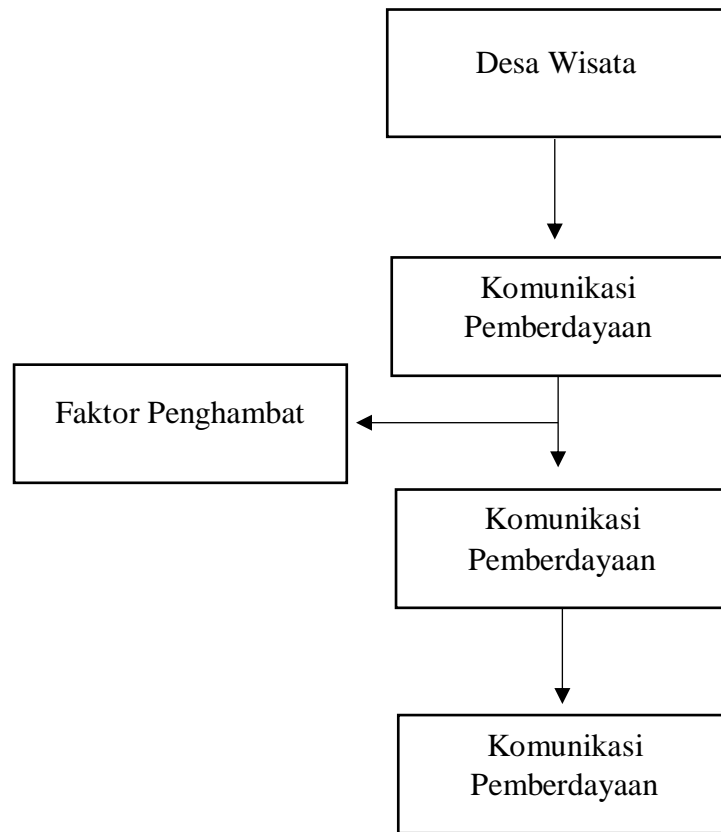 Desa Wisata
Komunikasi
Pemberdayaan
Faktor Penghambat
Komunikasi
Pemberdayaan
Komunikasi
Pemberdayaan